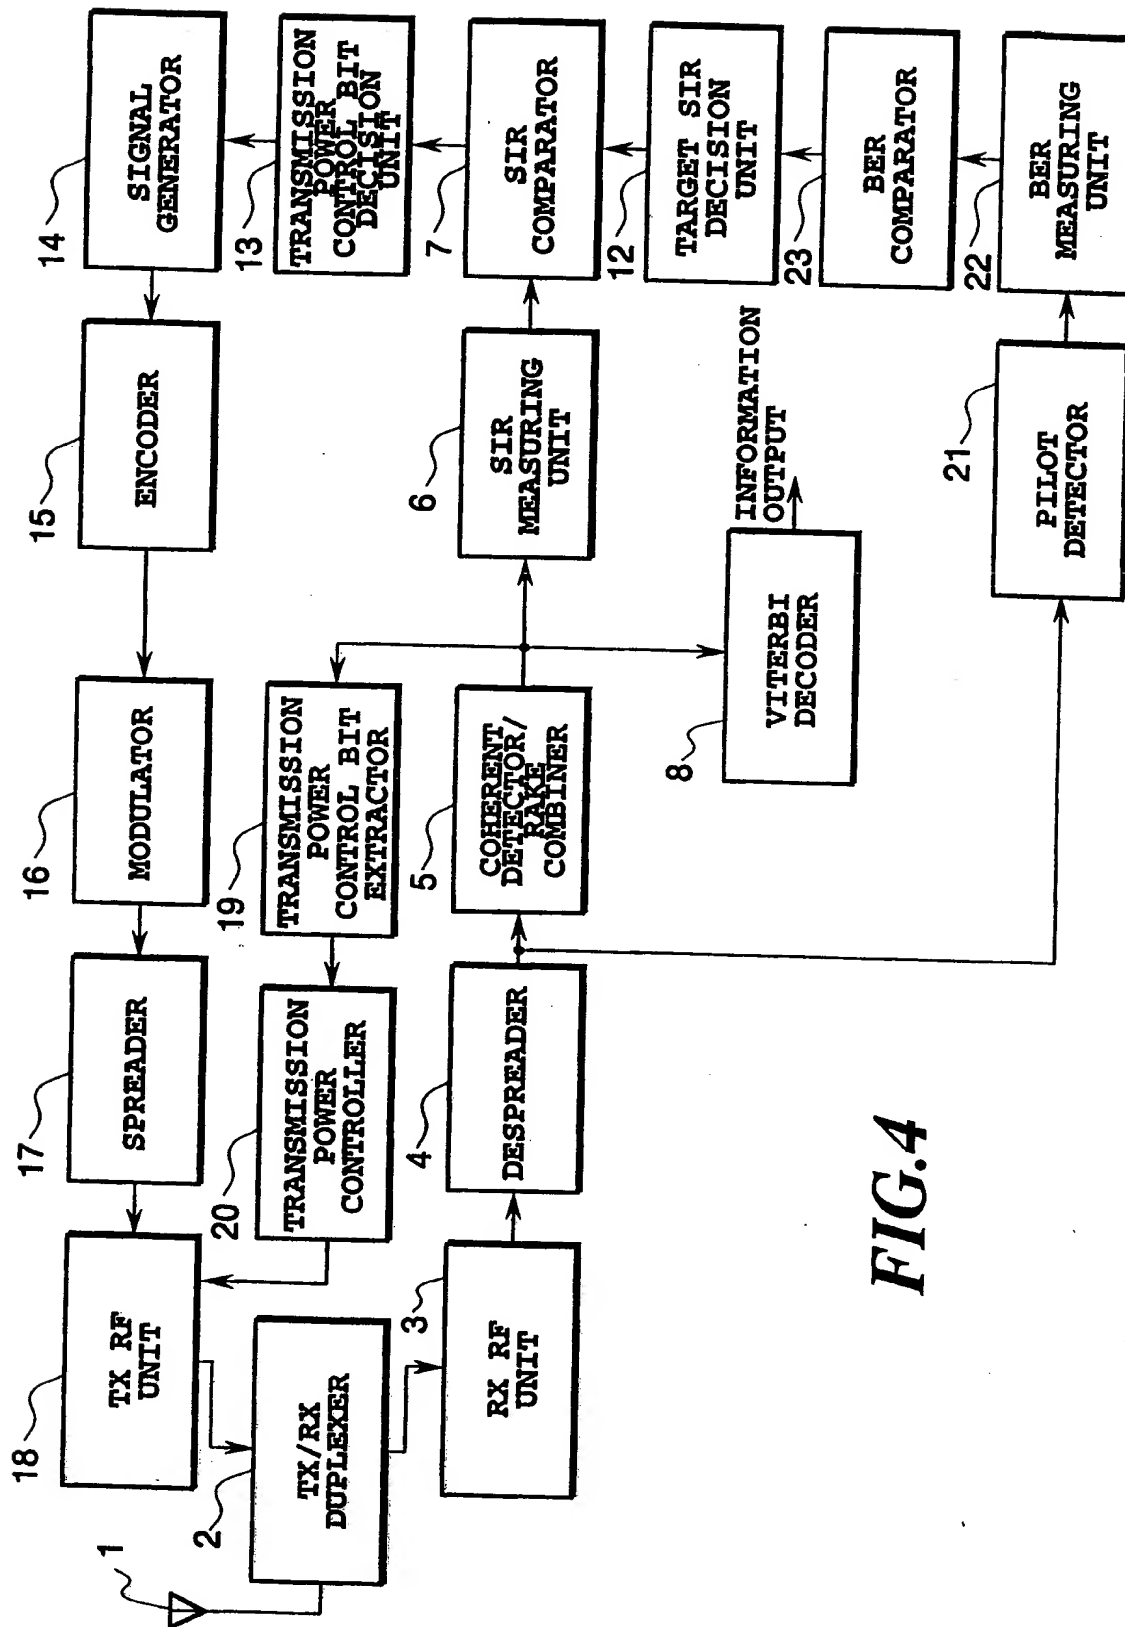 1
2
TX/RX
DUPLEXER
18
TX RF
UNIT
17
SPREADER
16
MODULATOR
15
ENCODER
14
SIGNAL
GENERATOR
20
TRANSMISSION
POWER
CONTROLLER
19
TRANSMISSION
POWER
CONTROL BIT
EXTRACTOR
13
TRANSMISSION
POWER
CONTROL BIT
DECISION
UNIT
3
RX RF
UNIT
4
DESPREADER
5
COHERENT
DETECTOR/
RAKE
COMBINER
6
SIR
MEASURING
UNIT
7
SIR
COMPARATOR
12
TARGET SIR
DECISION
UNIT
8
VITERBI
DECODER
INFORMATION
OUTPUT
23
BER
COMPARATOR
21
PILOT
DETECTOR
22
BER
MEASURING
UNIT
FIG.4